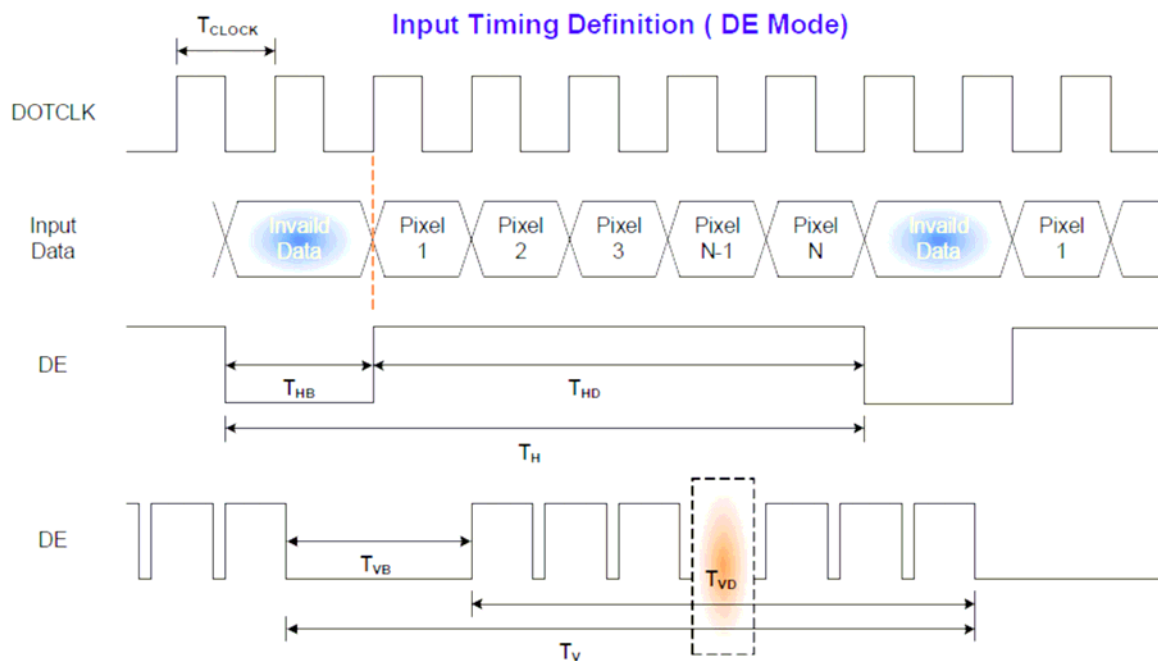 Input Timing Definition ( DE Mode)
TCLOCK
DOTCLK
Input
Data
Invaild
Data
Pixel
1
Pixel
2
Pixel
3
Pixel
N-1
Pixel
N
Invaild
Data
Pixel
1
DE
THB
THD
TH
DE
TVB
TVD
TV